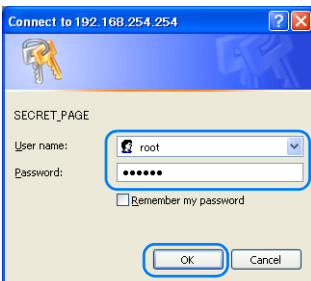 Connect to 192.168.254.254
SECRET_PAGE
User name: root
Password: ••••••
Remember my password
OK Cancel